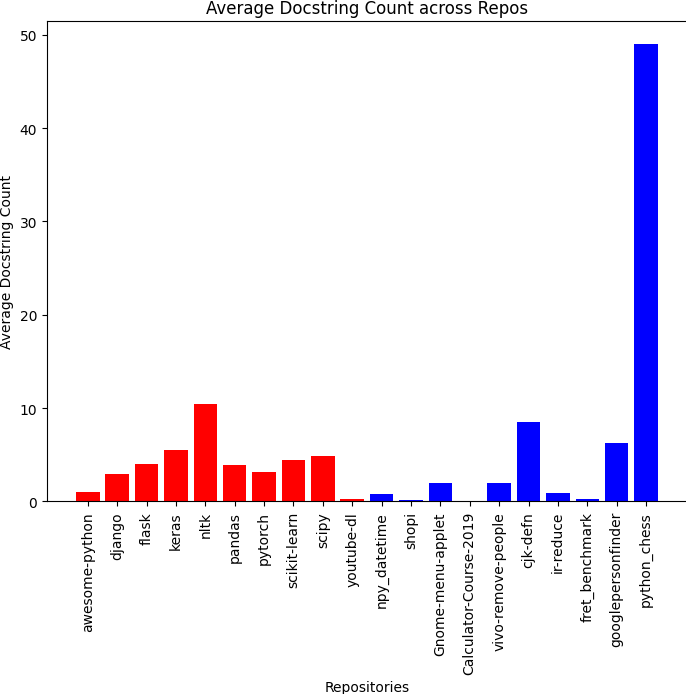 Average Docstring Count across Repos
Average Docstring Count
50
40
30
20
10
0
awesome-python
django
flask
keras
nltk
pandas
pytorch
scikit-learn
scipy
youtube-dl
npy_datetime
shopi
Gnome-menu-applet
Calculator-Course-2019
vivo-remove-people
cjk-defn
ir-reduce
fret_benchmark
googlepersonfinder
python_chess
Repositories